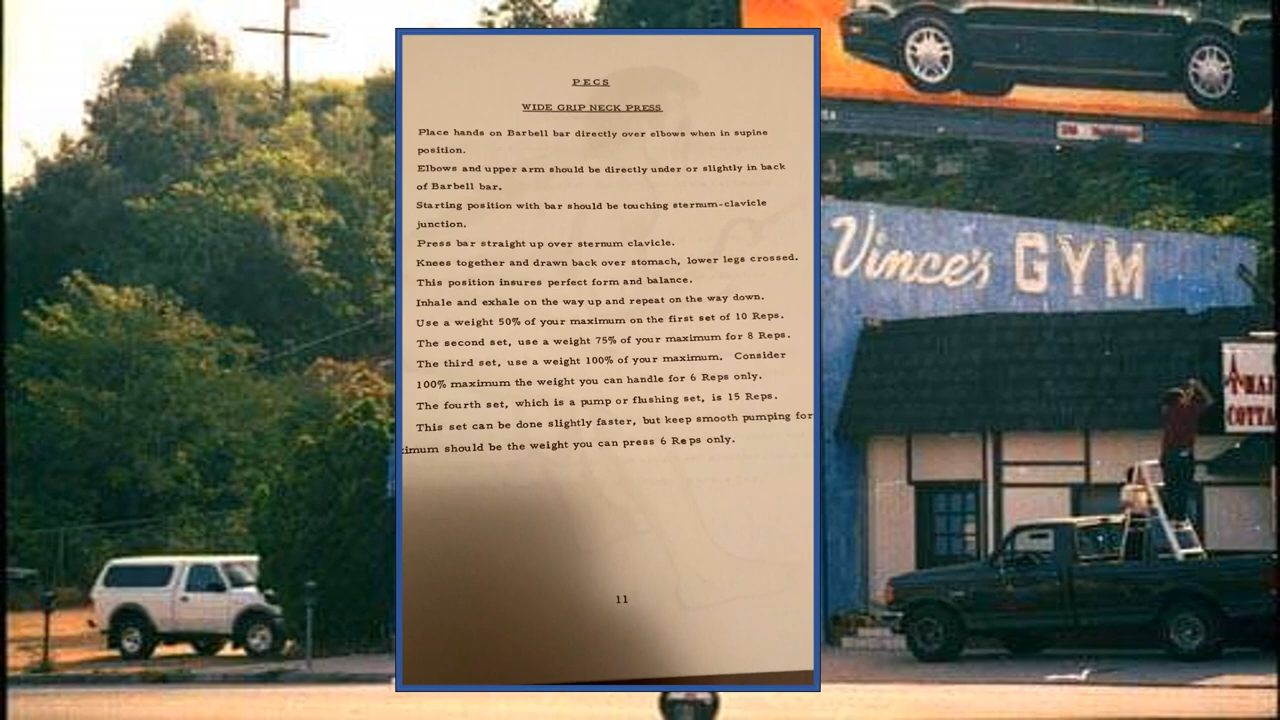 PECS
WIDE GRIP NECK PRESS
Place hands on Barbell bar directly over elbows when in supine
position.
Elbows and upper arm should be directly under or slightly in back
of Barbell bar.
Starting position with bar should be touching sternum-clavicle
junction.
Press bar straight up over sternum clavicle.
Knees together and drawn back over stomach, lower legs crossed.
This position insures perfect form and balance.
Inhale and exhale on the way up and repeat on the way down.
Use a weight 50% of your maximum on the first set of 10 Reps.
The second set, use a weight 75% of your maximum for 8 Reps.
The third set, use a weight 100% of your maximum. Consider
100% maximum the weight you can handle for 6 Reps only.
The fourth set, which is a pump or flushing set, is 15 Reps.
This set can be done slightly faster, but keep smooth pumping for
ximum should be the weight you can press 6 Reps only.
11
Vince's GYM
NAIL
COTTA